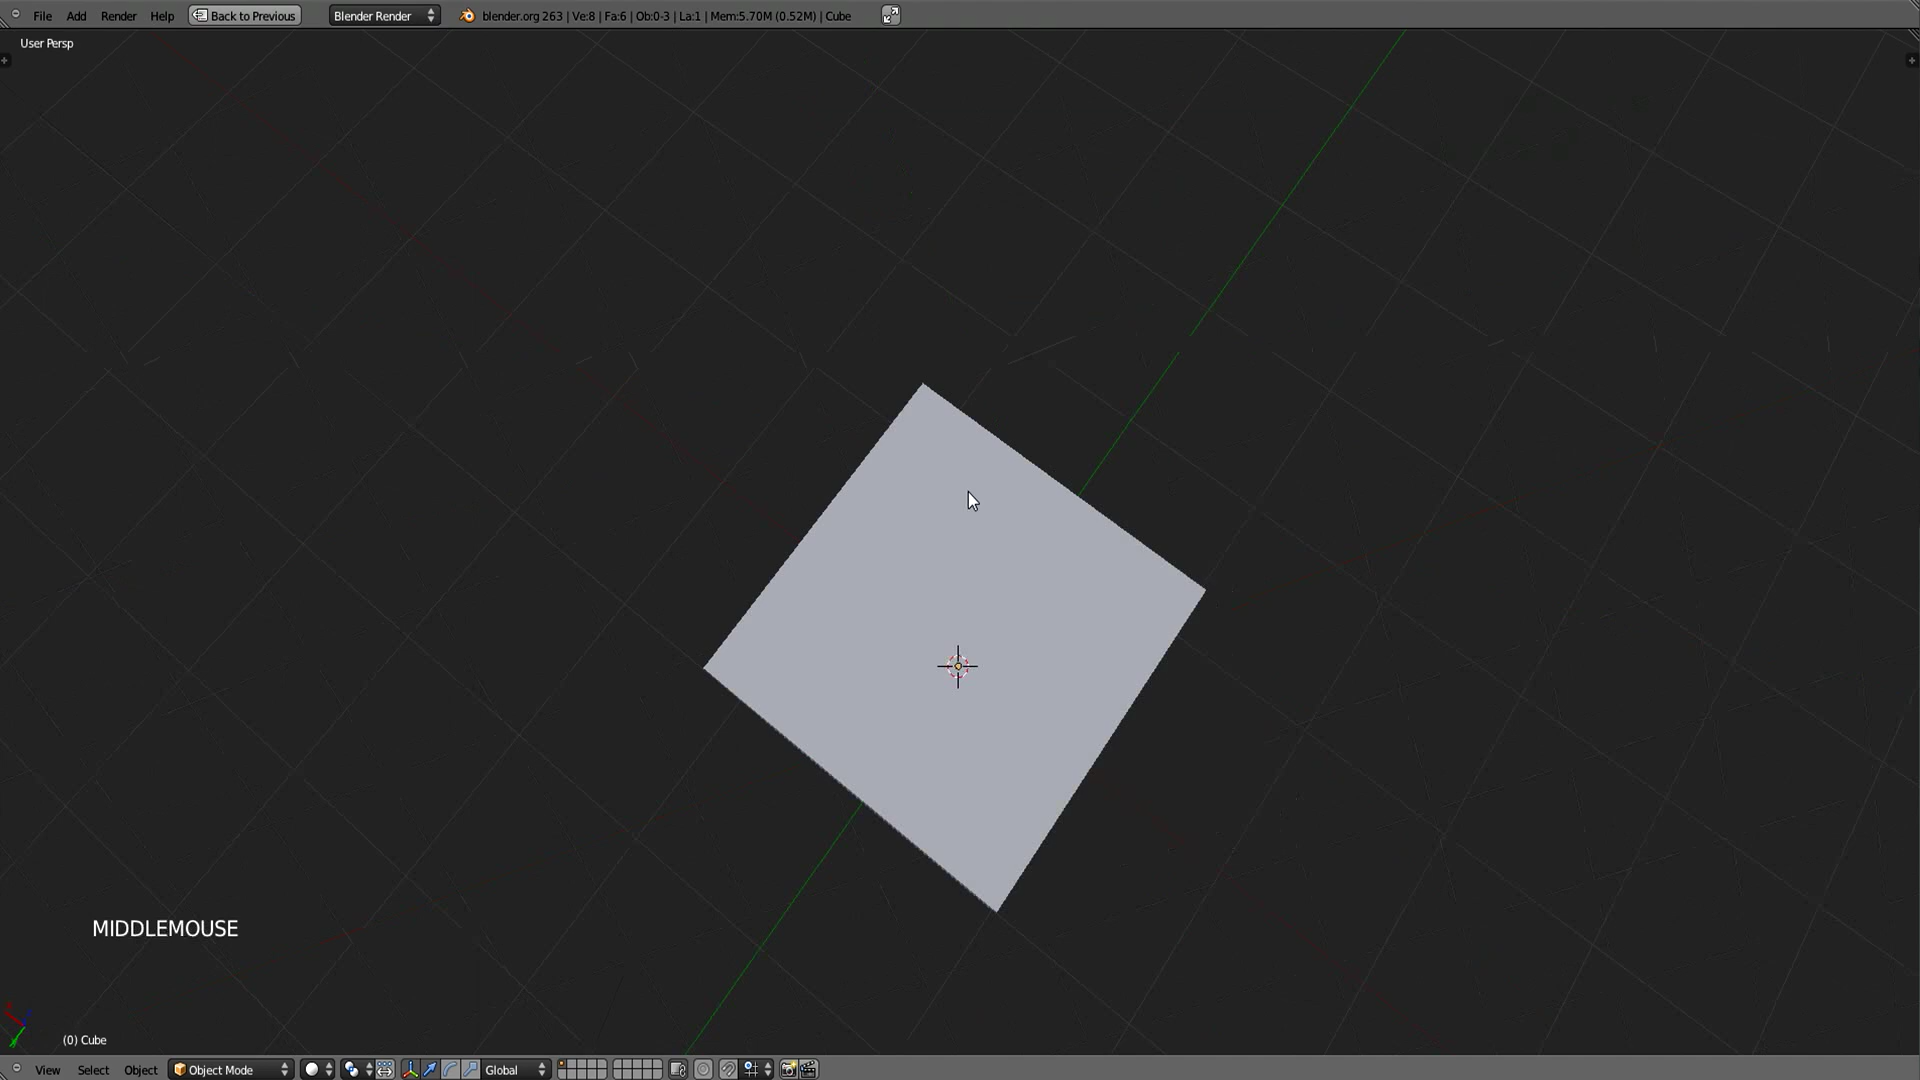 File Add Render Help Back to Previous Blender Render blender.org 263 | Ve:8 | Fa:6 | Ob:0-3 | La:1 | Mem:5.70M (0.52M) | Cube
User Persp
MIDDLEMOUSE
(0) Cube
View Select Object Object Mode Global